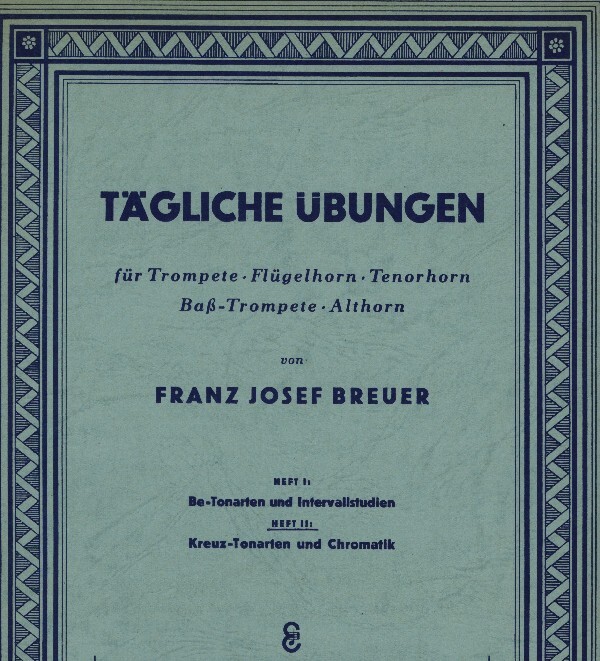 TÄGLICHE ÜBUNGEN
für Trompete · Flügelhorn · Tenorhorn
Baß-Trompete · Althorn
von
FRANZ JOSEF BREUER
HEFT I:
Be-Tonarten und Intervallstudien
HEFT II:
Kreuz-Tonarten und Chromatik